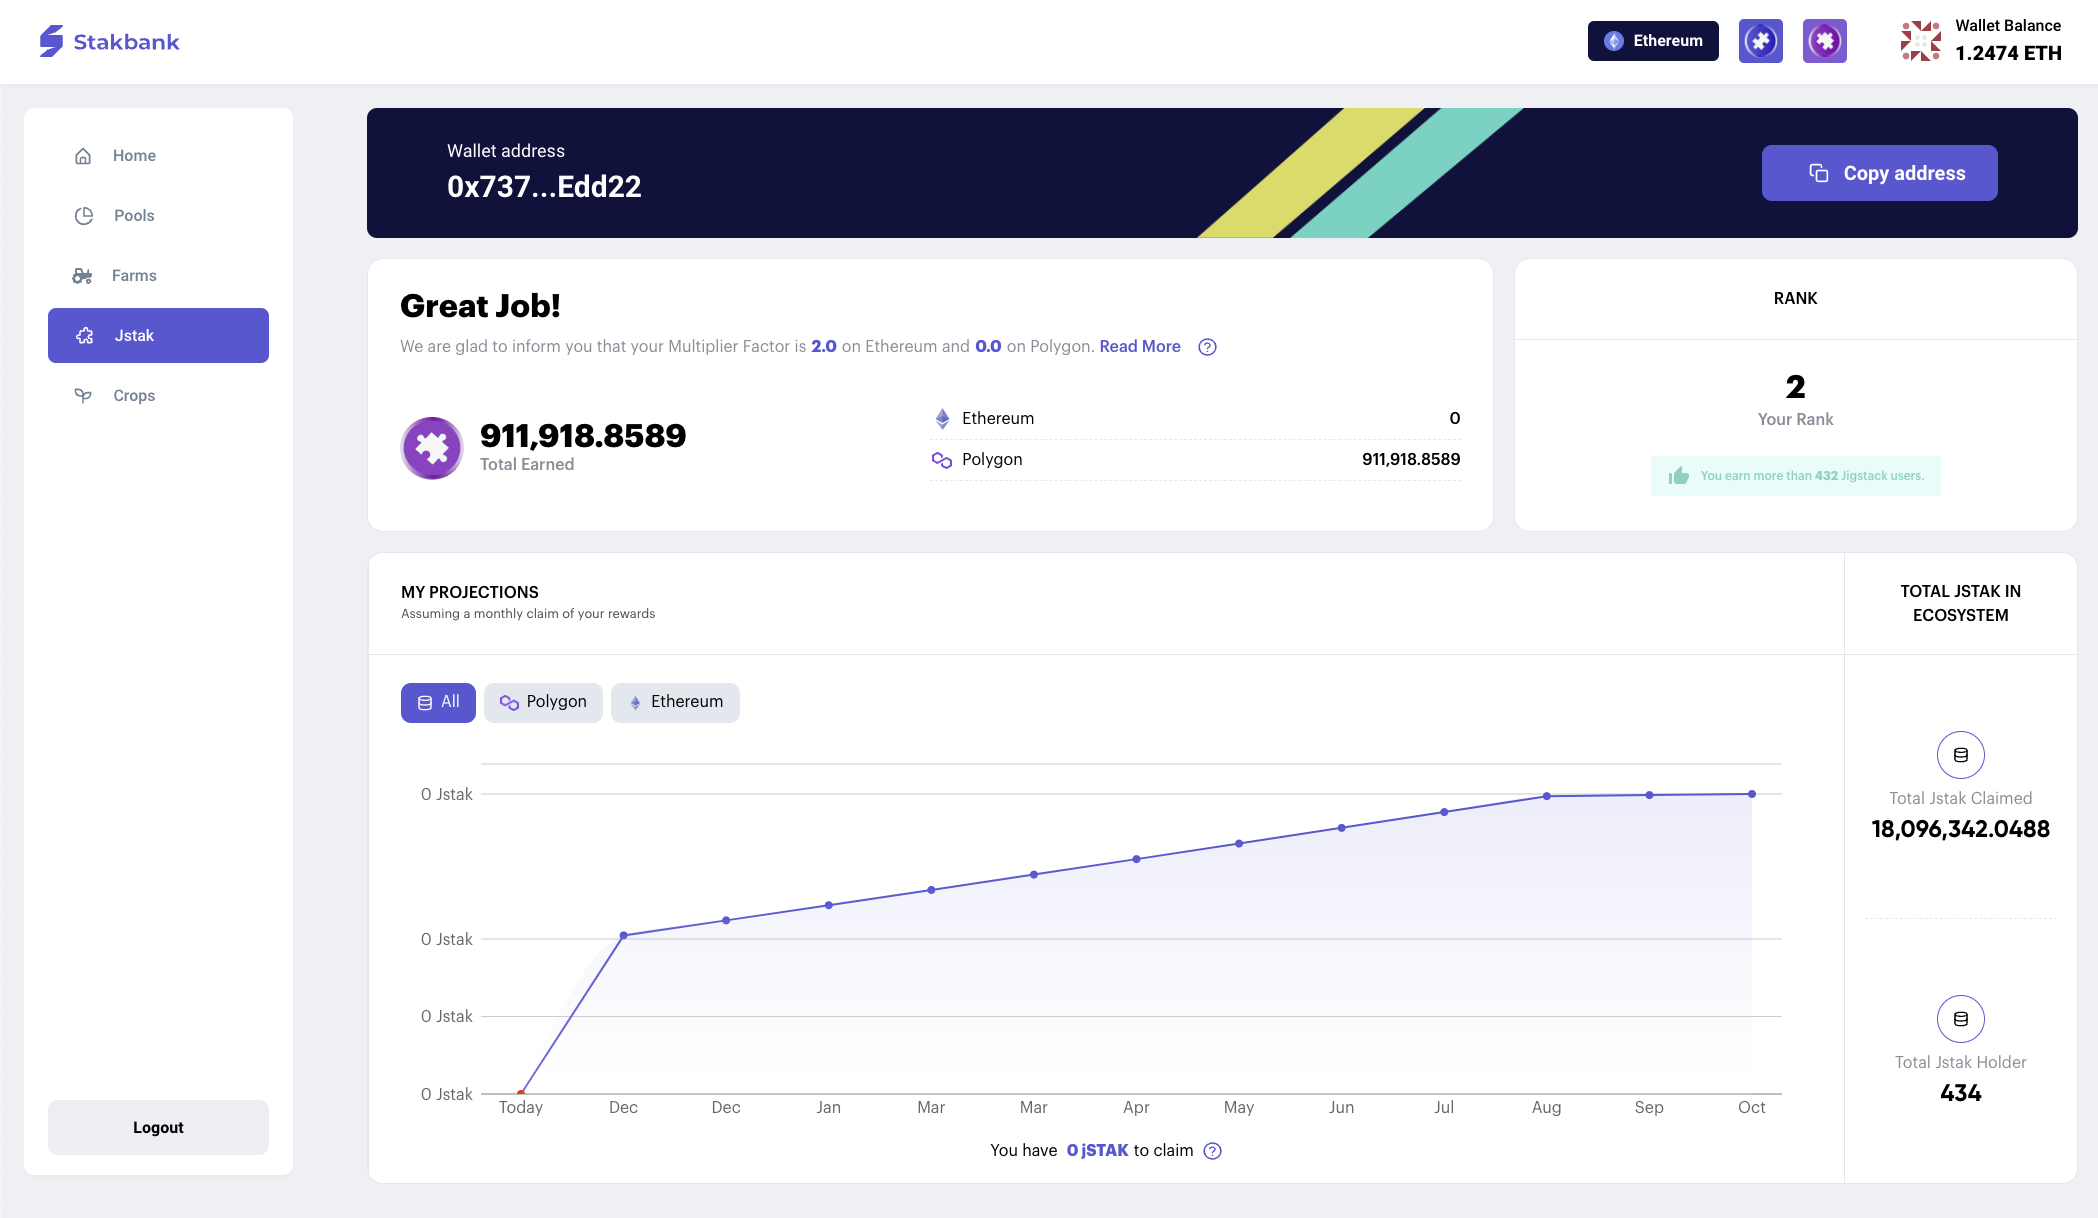 Stakbank
Ethereum
Wallet Balance
1.2474 ETH
Home
Pools
Farms
Jstak
Crops
Logout
Wallet address
0x737...Edd22
Copy address
Great Job!
We are glad to inform you that your Multiplier Factor is 2.0 on Ethereum and 0.0 on Polygon. Read More
911,918.8589
Total Earned
Ethereum 0
Polygon 911,918.8589
RANK
2
Your Rank
You earn more than 432 Jigstack users.
MY PROJECTIONS
Assuming a monthly claim of your rewards
All Polygon Ethereum
0 Jstak
0 Jstak
0 Jstak
0 Jstak
Today Dec Dec Jan Mar Mar Apr May Jun Jul Aug Sep Oct
You have 0 jSTAK to claim
TOTAL JSTAK IN
ECOSYSTEM
Total Jstak Claimed
18,096,342.0488
Total Jstak Holder
434